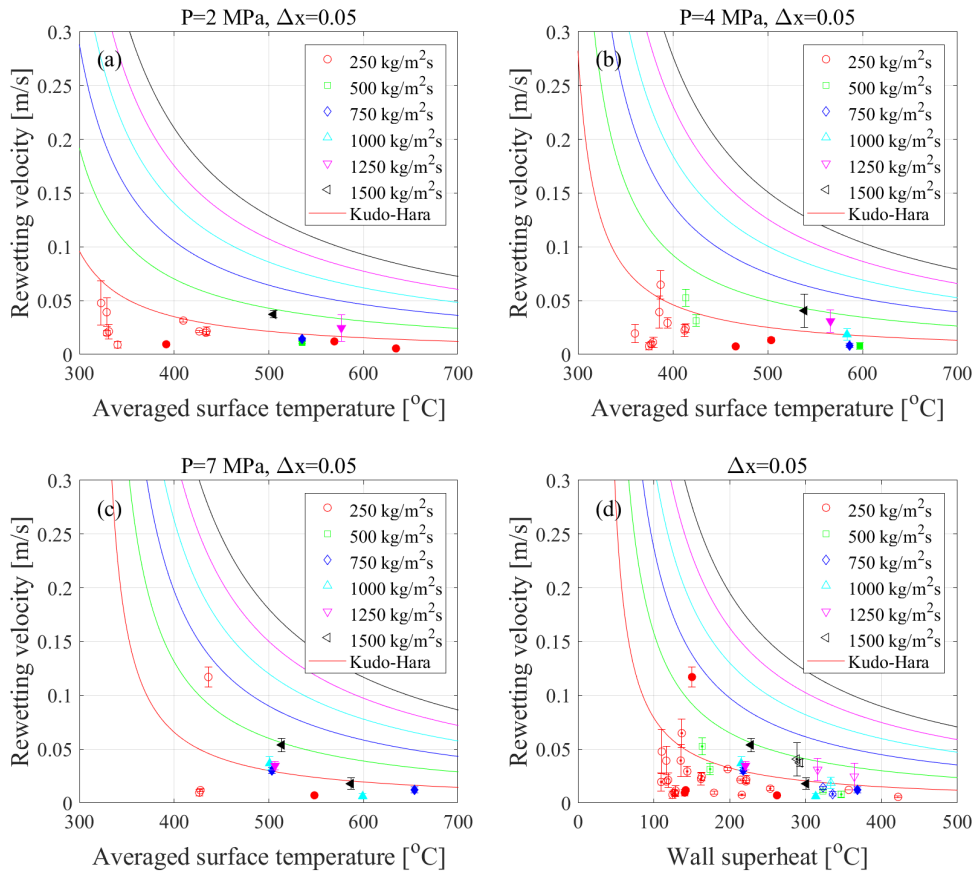 P=2 MPa, Δx=0.05
(a)
Rewetting velocity [m/s]
0.3
0.25
0.2
0.15
0.1
0.05
0
250 kg/m²s
500 kg/m²s
750 kg/m²s
1000 kg/m²s
1250 kg/m²s
1500 kg/m²s
Kudo-Hara
300 400 500 600 700
Averaged surface temperature [°C]
P=4 MPa, Δx=0.05
(b)
Rewetting velocity [m/s]
0.3
0.25
0.2
0.15
0.1
0.05
0
250 kg/m²s
500 kg/m²s
750 kg/m²s
1000 kg/m²s
1250 kg/m²s
1500 kg/m²s
Kudo-Hara
300 400 500 600 700
Averaged surface temperature [°C]
P=7 MPa, Δx=0.05
(c)
Rewetting velocity [m/s]
0.3
0.25
0.2
0.15
0.1
0.05
0
250 kg/m²s
500 kg/m²s
750 kg/m²s
1000 kg/m²s
1250 kg/m²s
1500 kg/m²s
Kudo-Hara
300 400 500 600 700
Averaged surface temperature [°C]
Δx=0.05
(d)
Rewetting velocity [m/s]
0.3
0.25
0.2
0.15
0.1
0.05
0
250 kg/m²s
500 kg/m²s
750 kg/m²s
1000 kg/m²s
1250 kg/m²s
1500 kg/m²s
Kudo-Hara
0 100 200 300 400 500
Wall superheat [°C]